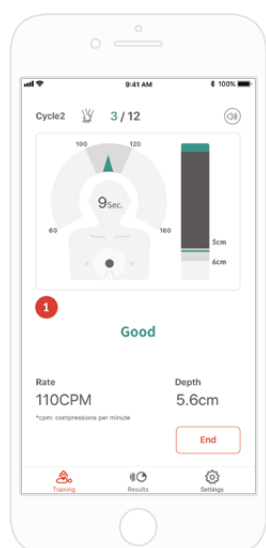 9:41 AM
100%
Cycle2
3 / 12
100
120
9Sec.
60
160
5cm
6cm
1
Good
Rate
Depth
110CPM
5.6cm
*cpm: compressions per minute
End
Training
Results
Settings